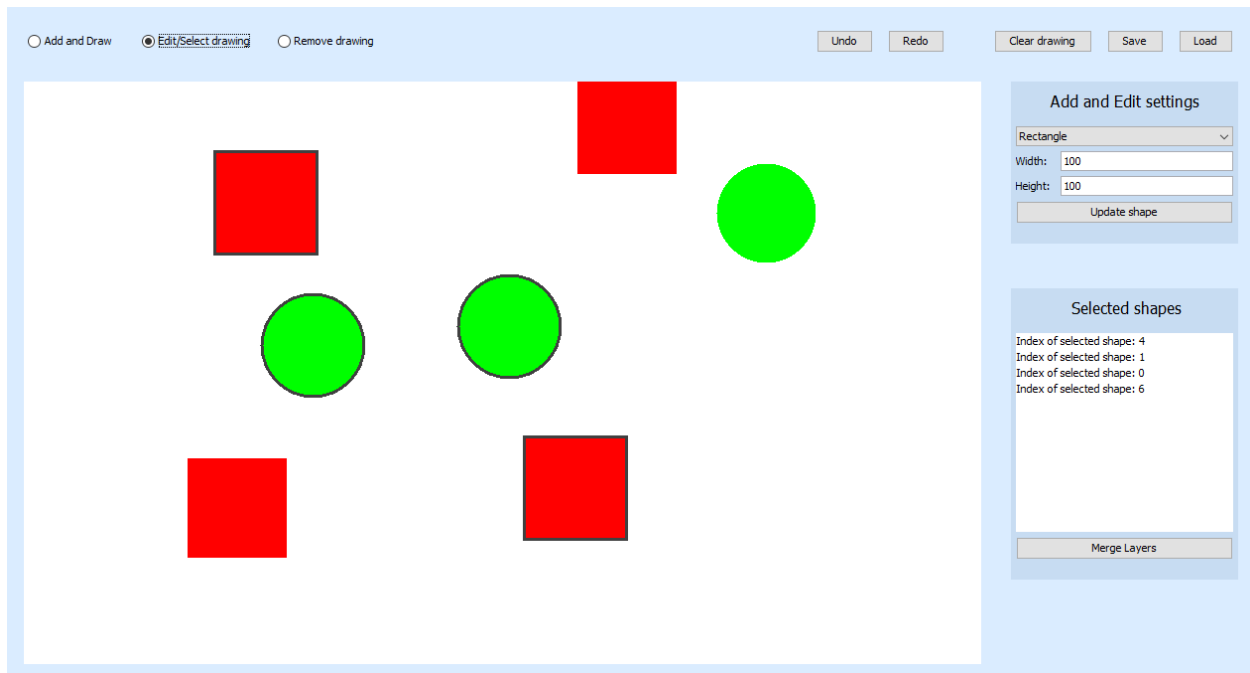 Add and Draw Edit/Select drawing Remove drawing Undo Redo Clear drawing Save Load
Add and Edit settings
Rectangle
Width: 100
Height: 100
Update shape
Selected shapes
Index of selected shape: 4
Index of selected shape: 1
Index of selected shape: 0
Index of selected shape: 6
Merge Layers